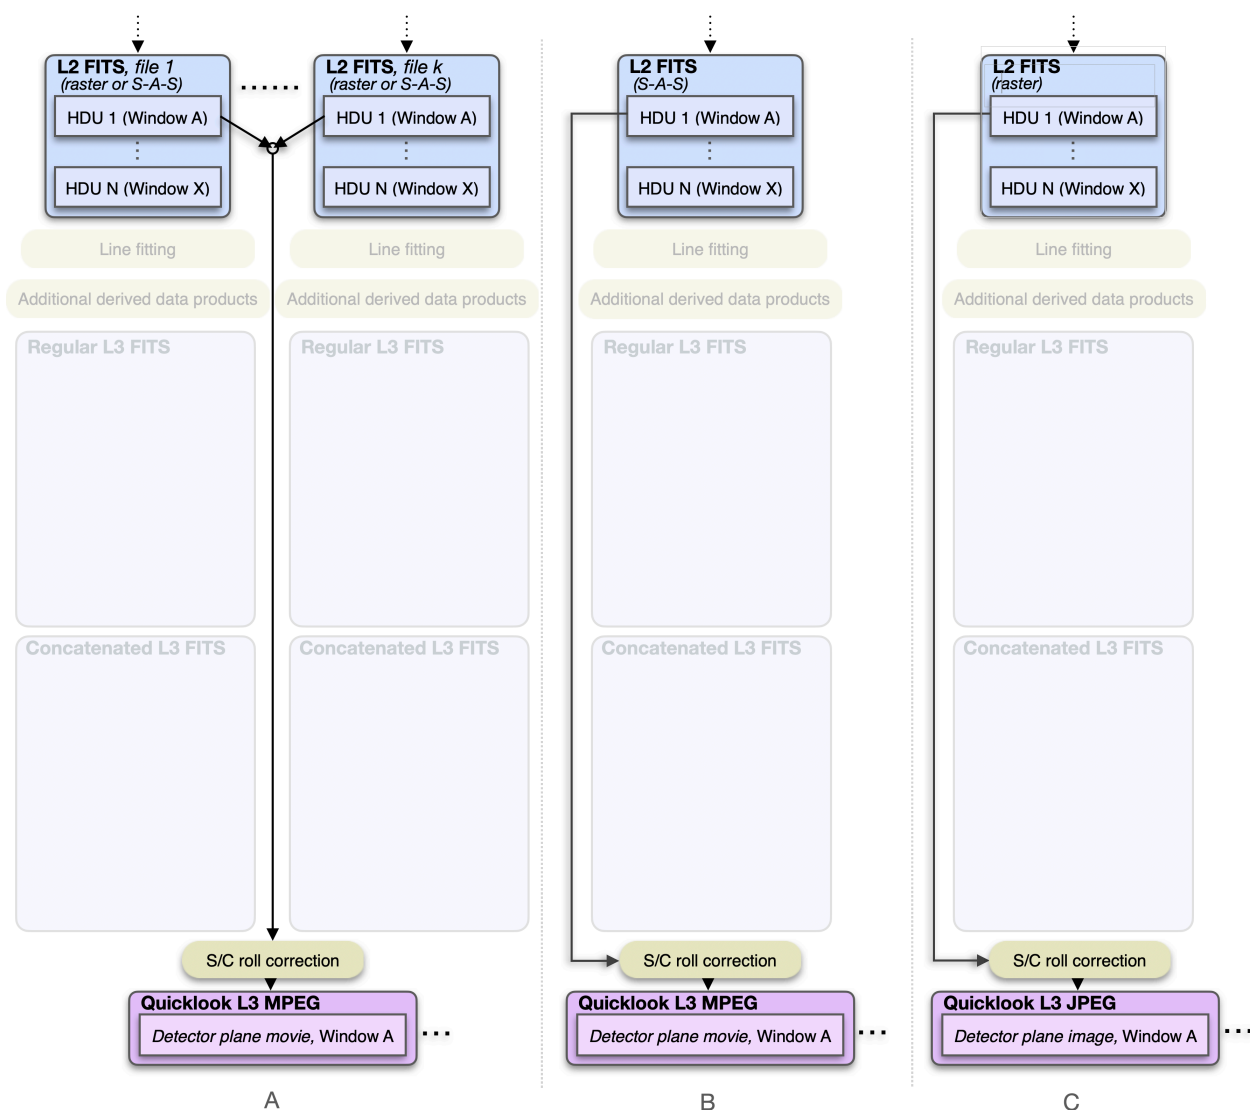 L2 FITS, file 1
(raster or S-A-S)
HDU 1 (Window A)
HDU N (Window X)
L2 FITS, file k
(raster or S-A-S)
HDU 1 (Window A)
HDU N (Window X)
Line fitting
Line fitting
Additional derived data products
Additional derived data products
Regular L3 FITS
Regular L3 FITS
Concatenated L3 FITS
Concatenated L3 FITS
S/C roll correction
Quicklook L3 MPEG
Detector plane movie, Window A
A
L2 FITS
(S-A-S)
HDU 1 (Window A)
HDU N (Window X)
Line fitting
Additional derived data products
Regular L3 FITS
Concatenated L3 FITS
S/C roll correction
Quicklook L3 MPEG
Detector plane movie, Window A
B
L2 FITS
(raster)
HDU 1 (Window A)
HDU N (Window X)
Line fitting
Additional derived data products
Regular L3 FITS
Concatenated L3 FITS
S/C roll correction
Quicklook L3 JPEG
Detector plane image, Window A
C